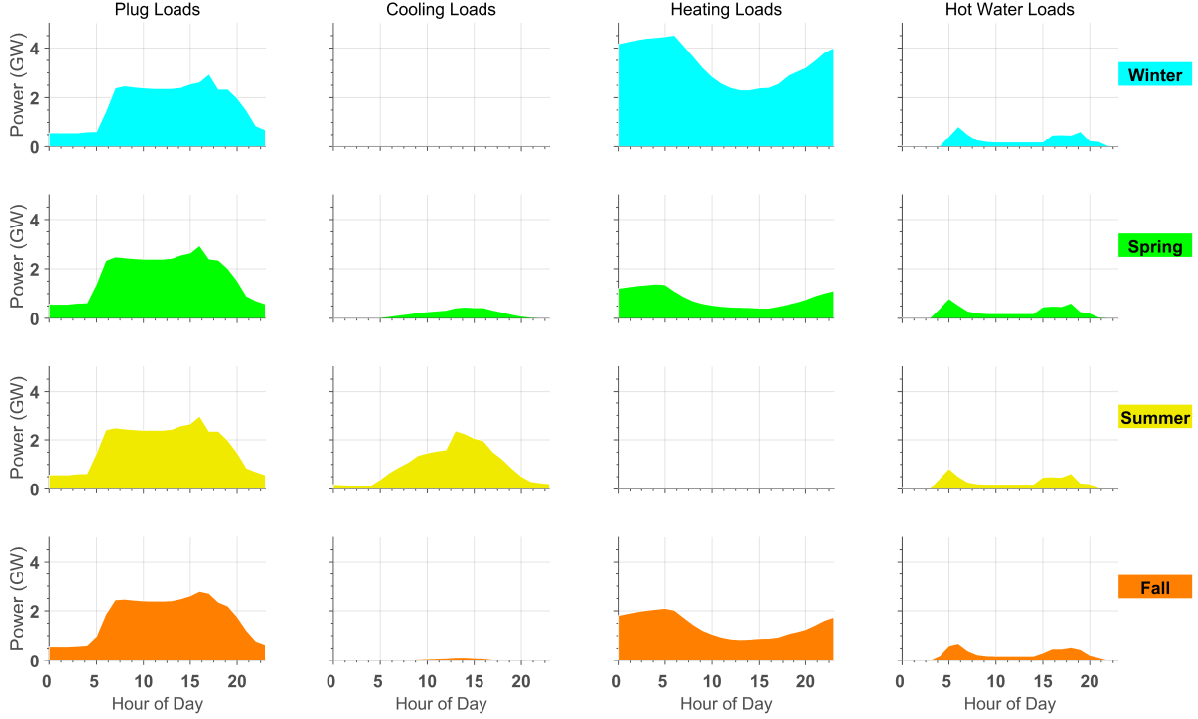 Plug Loads Cooling Loads Heating Loads Hot Water Loads
Power (GW)
4
2
0
Winter
Power (GW)
4
2
0
Spring
Power (GW)
4
2
0
Summer
Power (GW)
4
2
0
Fall
0 5 10 15 20 0 5 10 15 20 0 5 10 15 20 0 5 10 15 20
Hour of Day Hour of Day Hour of Day Hour of Day